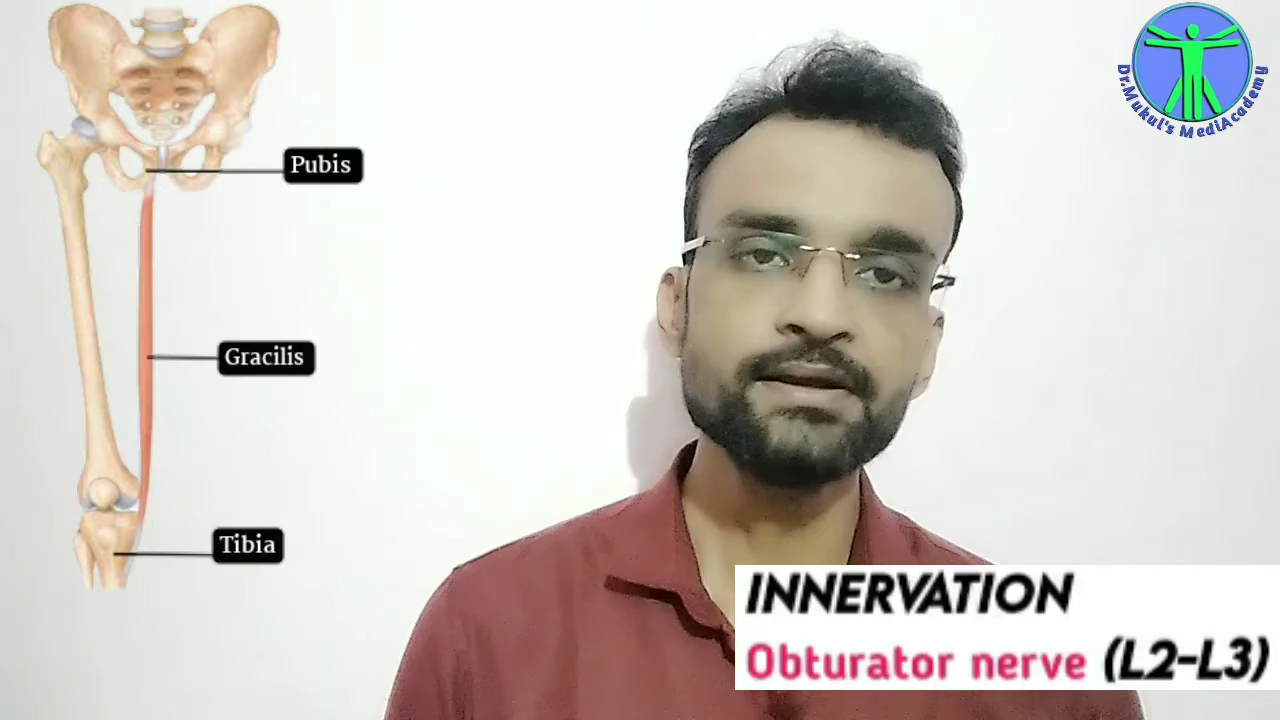 Pubis
Gracilis
Tibia
Dr.Mukul's MediAcademy
INNERVATION
Obturator nerve (L2-L3)